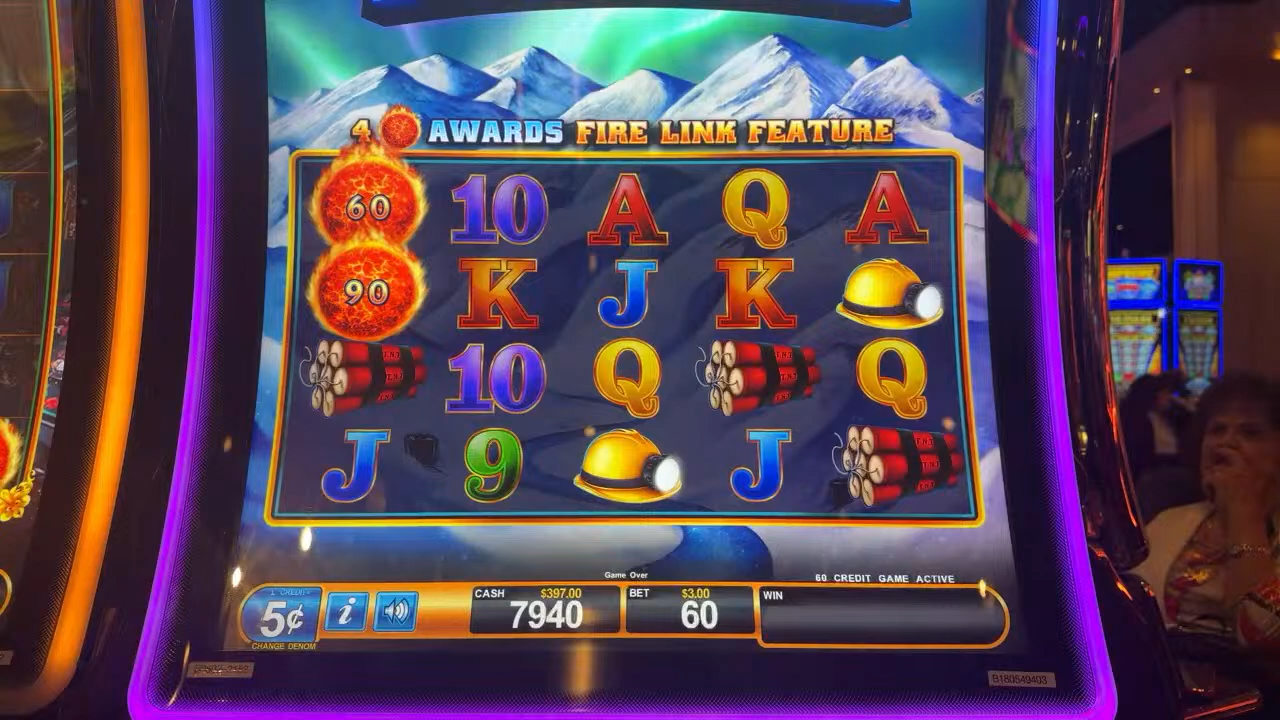 4 AWARDS FIRE LINK FEATURE
60 10 A Q A
90 K J K
T.N.T 10 Q T.N.T Q
J 9 J T.N.T
Game Over
60 CREDIT GAME ACTIVE
1 CREDIT=
5¢
CHANGE DENOM
i
CASH $397.00
7940
BET $3.00
60
WIN
B180549403